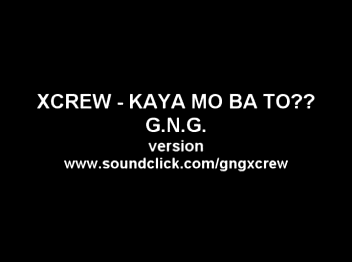 XCREW - KAYA MO BA TO??
G.N.G.
version
www.soundclick.com/gngxcrew